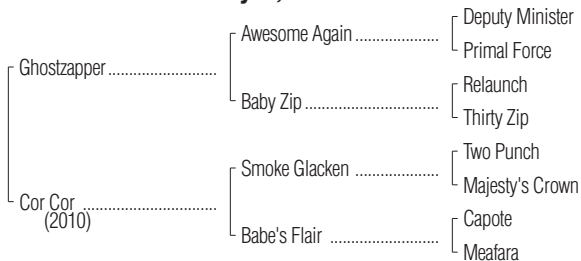 Deputy Minister
Awesome Again ....................
Primal Force
Ghostzapper..........................
Relaunch
Baby Zip................................
Thirty Zip
Two Punch
Smoke Glacken ....................
Majesty's Crown
Cor Cor ................................
(2010)
Capote
Babe's Flair ..........................
Meafara